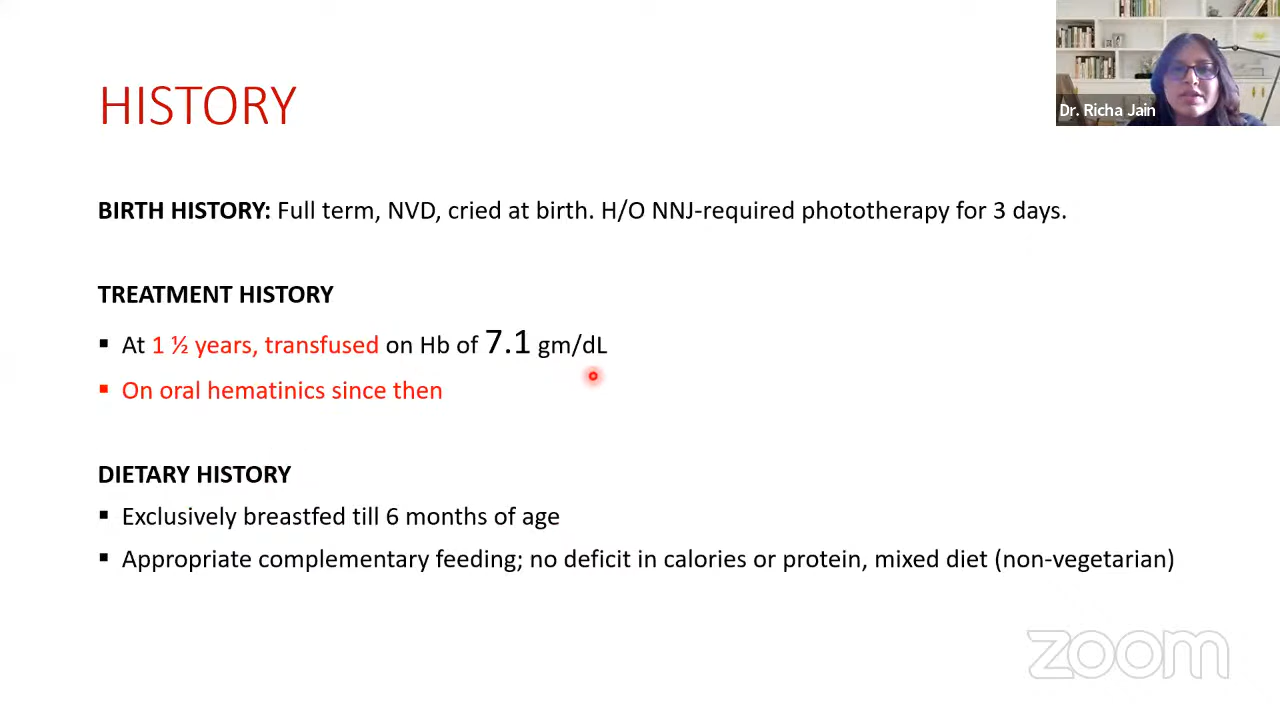 HISTORY
Dr. Richa Jain
BIRTH HISTORY: Full term, NVD, cried at birth. H/O NNJ-required phototherapy for 3 days.
TREATMENT HISTORY
▪ At 1 ½ years, transfused on Hb of 7.1 gm/dL
▪ On oral hematinics since then
DIETARY HISTORY
▪ Exclusively breastfed till 6 months of age
▪ Appropriate complementary feeding; no deficit in calories or protein, mixed diet (non-vegetarian)
zoom